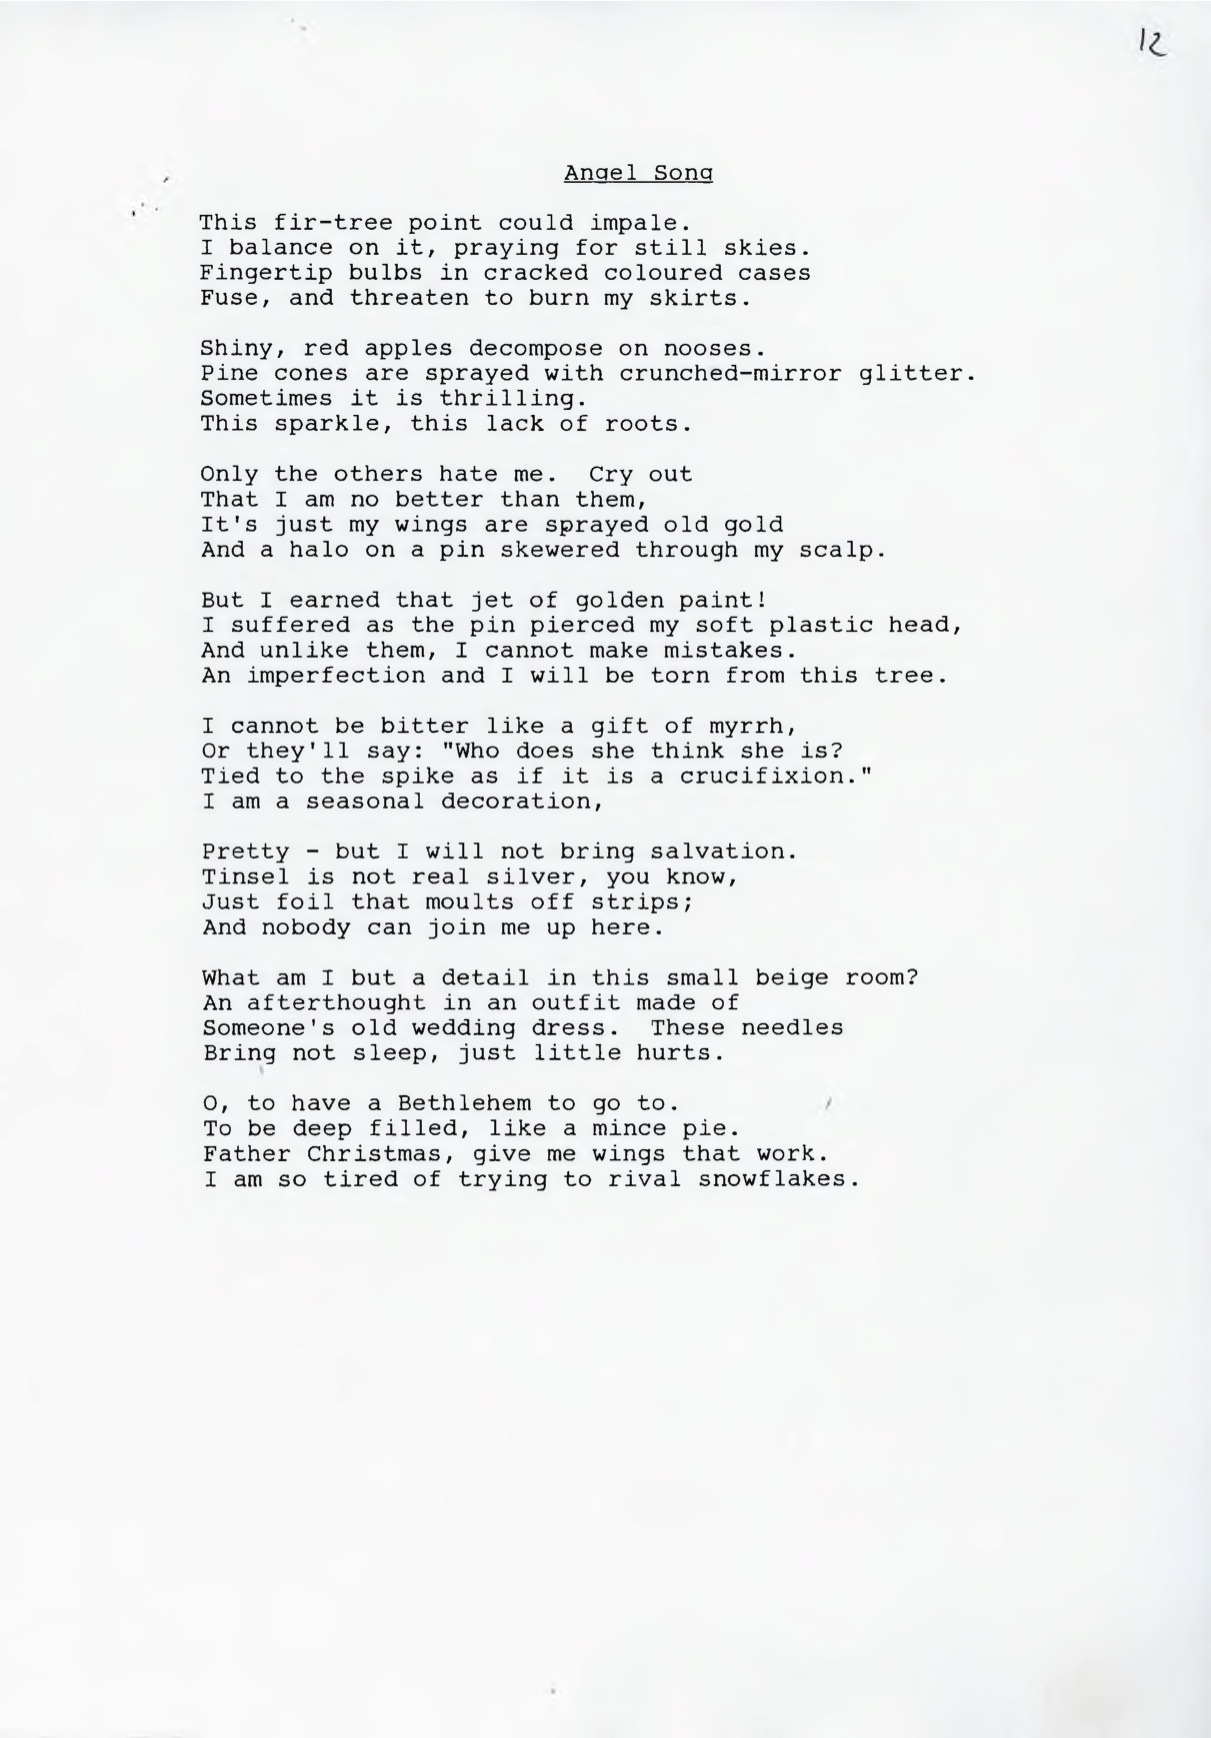 12
Angel Song
This fir-tree point could impale.
I balance on it, praying for still skies.
Fingertip bulbs in cracked coloured cases
Fuse, and threaten to burn my skirts.
Shiny, red apples decompose on nooses.
Pine cones are sprayed with crunched-mirror glitter.
Sometimes it is thrilling.
This sparkle, this lack of roots.
Only the others hate me.  Cry out
That I am no better than them,
It's just my wings are sprayed old gold
And a halo on a pin skewered through my scalp.
But I earned that jet of golden paint!
I suffered as the pin pierced my soft plastic head,
And unlike them, I cannot make mistakes.
An imperfection and I will be torn from this tree.
I cannot be bitter like a gift of myrrh,
Or they'll say: "Who does she think she is?
Tied to the spike as if it is a crucifixion."
I am a seasonal decoration,
Pretty - but I will not bring salvation.
Tinsel is not real silver, you know,
Just foil that moults off strips;
And nobody can join me up here.
What am I but a detail in this small beige room?
An afterthought in an outfit made of
Someone's old wedding dress.  These needles
Bring not sleep, just little hurts.
O, to have a Bethlehem to go to.
To be deep filled, like a mince pie.
Father Christmas, give me wings that work.
I am so tired of trying to rival snowflakes.